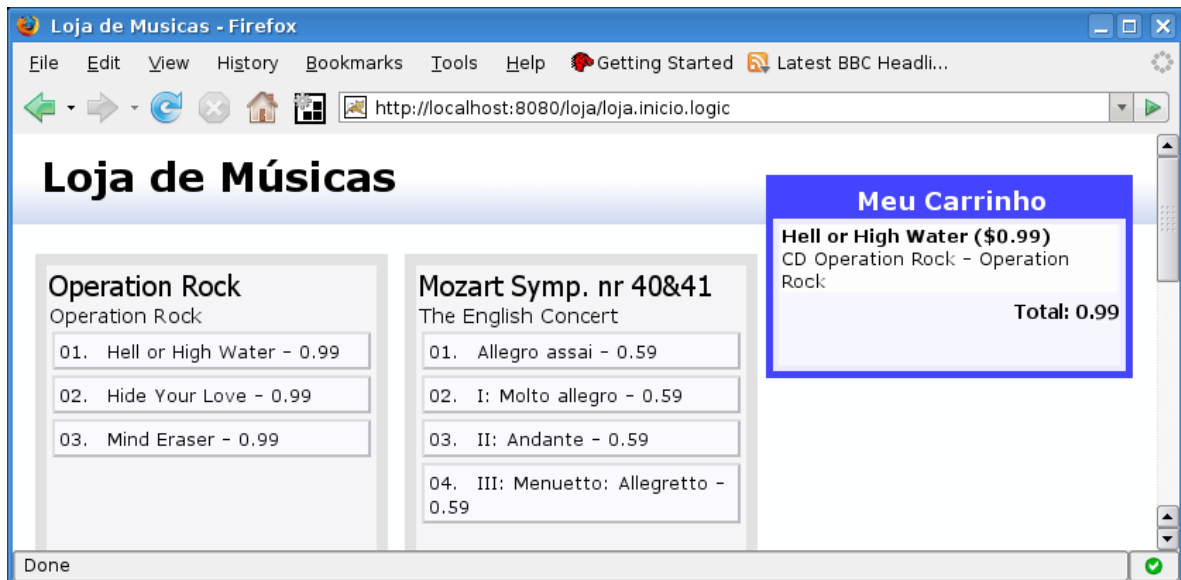 Loja de Musicas - Firefox
File Edit View History Bookmarks Tools Help Getting Started Latest BBC Headli...
http://localhost:8080/loja/loja.inicio.logic
Loja de Músicas
Operation Rock
Operation Rock
01. Hell or High Water - 0.99
02. Hide Your Love - 0.99
03. Mind Eraser - 0.99
Mozart Symp. nr 40&41
The English Concert
01. Allegro assai - 0.59
02. I: Molto allegro - 0.59
03. II: Andante - 0.59
04. III: Menuetto: Allegretto -
0.59
Meu Carrinho
Hell or High Water ($0.99)
CD Operation Rock - Operation
Rock
Total: 0.99
Done